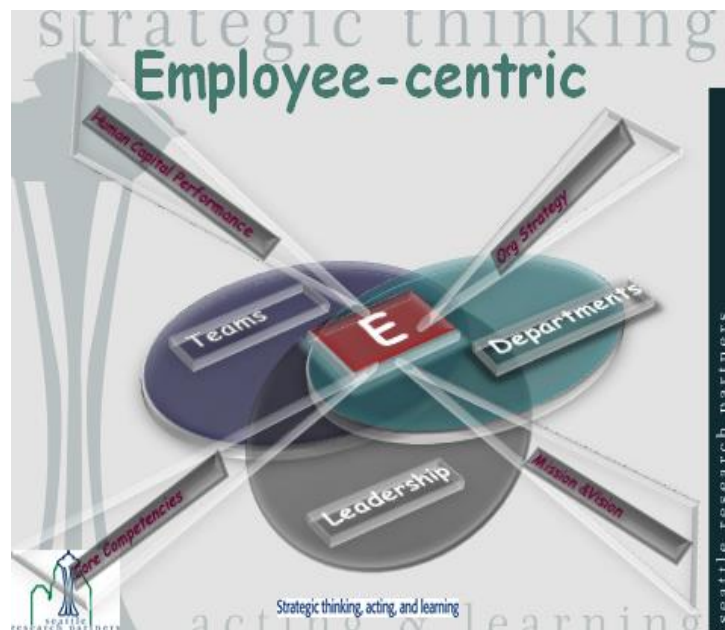 strategic thinking
Employee-centric
Human Capital Performance
Org Strategy
Teams
E
Departments
Leadership
Core Competencies
Mission &Vision
Strategic thinking, acting, and learning
seattle
research partners
acting & learning
seattle research partners